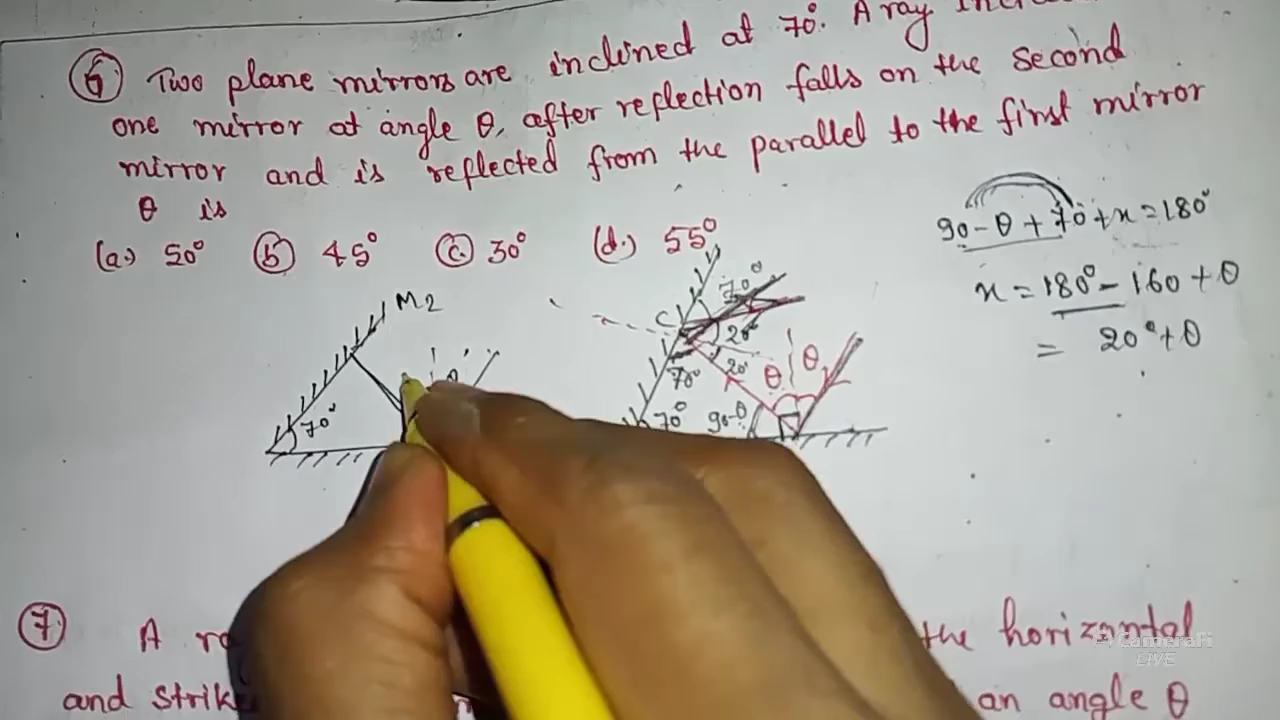 6 Two plane mirrors are inclined at 70°. A ray
one mirror at angle θ, after reflection falls on the second
mirror and is reflected from the parallel to the first mirror
θ is
(a.) 50° (b) 45° (c) 30° (d.) 55°
90 - θ + 70 + x = 180°
x = 180° - 160 + θ
= 20° + θ
M2
70°
C
70°
20°
20°
70°
θ
θ
70°
90-θ
7 A
the horizontal
and an angle θ
CameraFi
LIVE